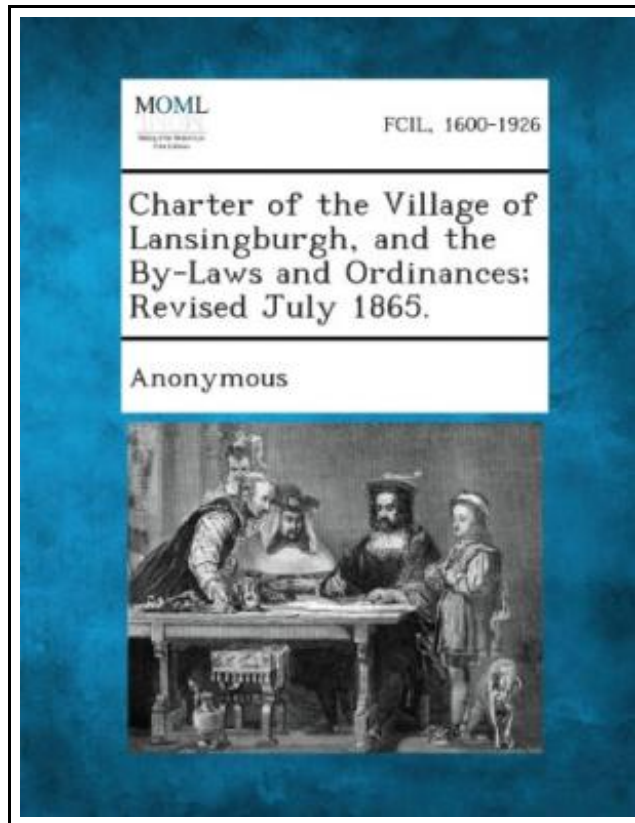 MOML
FCIL, 1600-1926
Charter of the Village of
Lansingburgh, and the
By-Laws and Ordinances;
Revised July 1865.
Anonymous